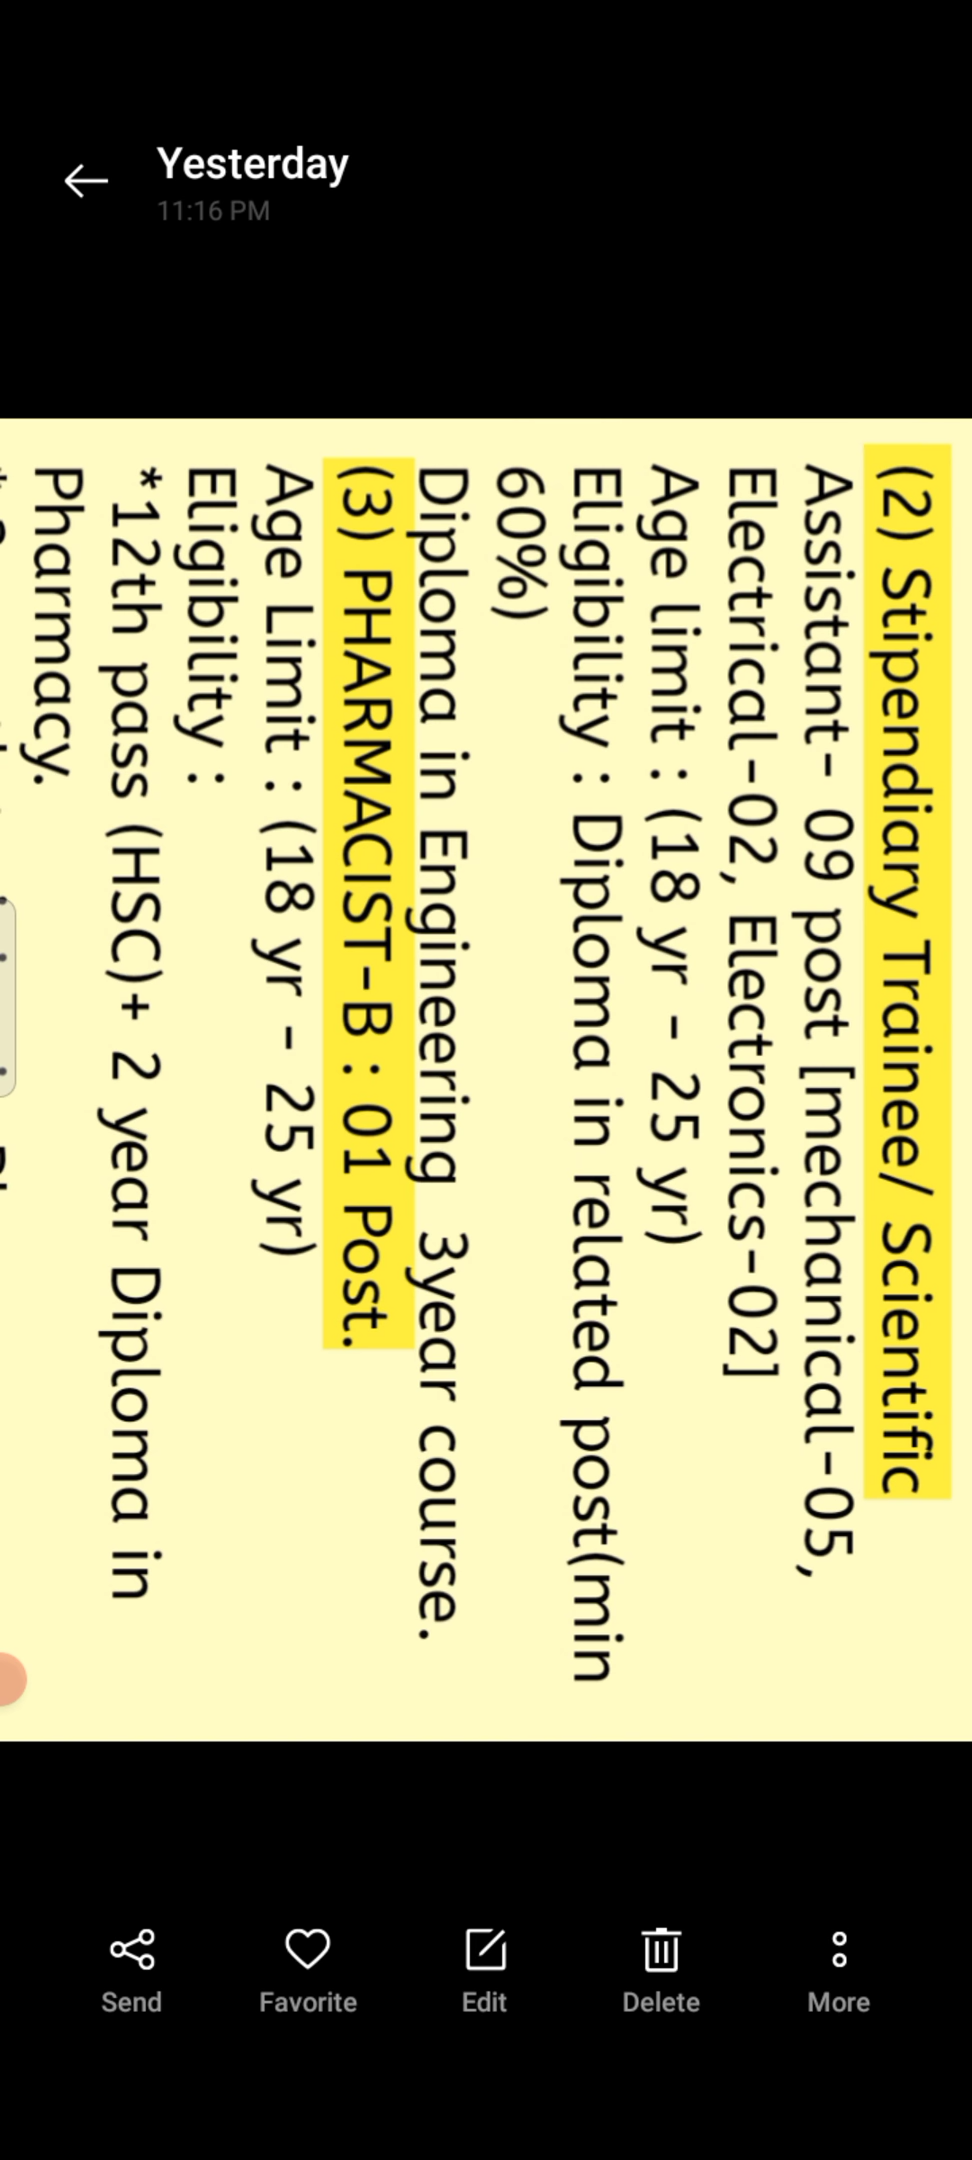 Yesterday
11:16 PM
(2) Stipendiary Trainee/ Scientific
Assistant- 09 post [mechanical-05,
Electrical-02, Electronics-02]
Age limit : (18 yr - 25 yr)
Eligibility : Diploma in related post(min
60%)
Diploma in Engineering 3year course.
(3) PHARMACIST-B : 01 Post.
Age Limit : (18 yr - 25 yr)
Eligibility :
*12th pass (HSC)+ 2 year Diploma in
Pharmacy.
Send
Favorite
Edit
Delete
More